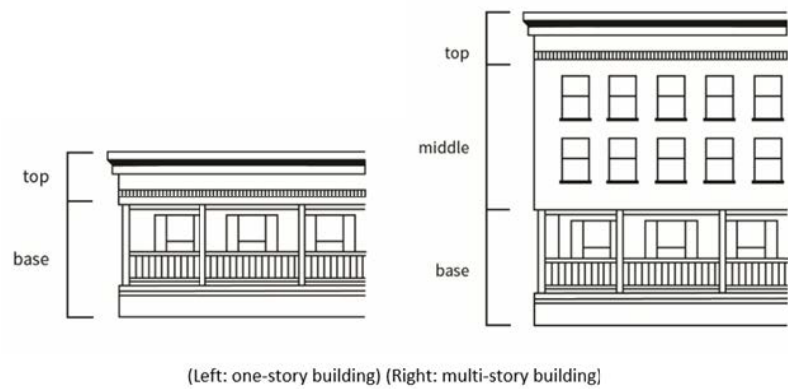 top
base
top
middle
base
(Left: one-story building) (Right: multi-story building)